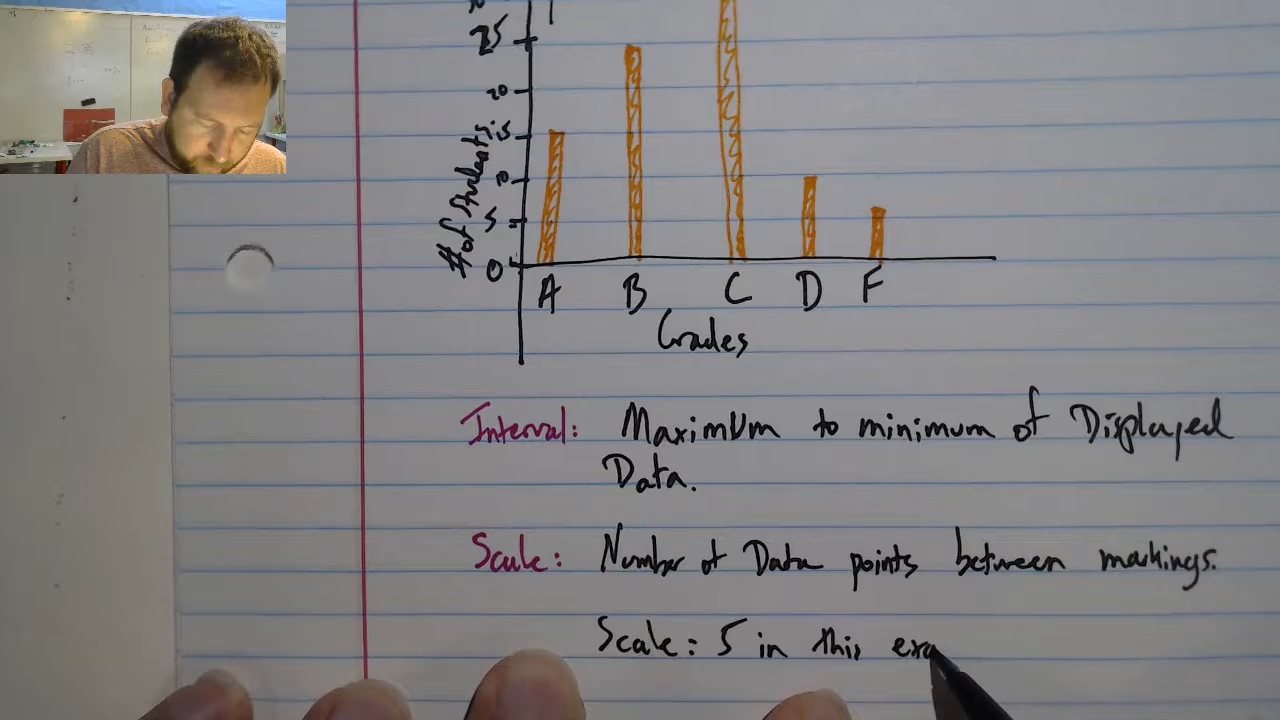 25
20
15
10
5
0
# of Students
A B C D F
Grades
Interval: Maximum to minimum of Displayed
Data.
Scale: Number of Data points between markings.
Scale: 5 in this exa